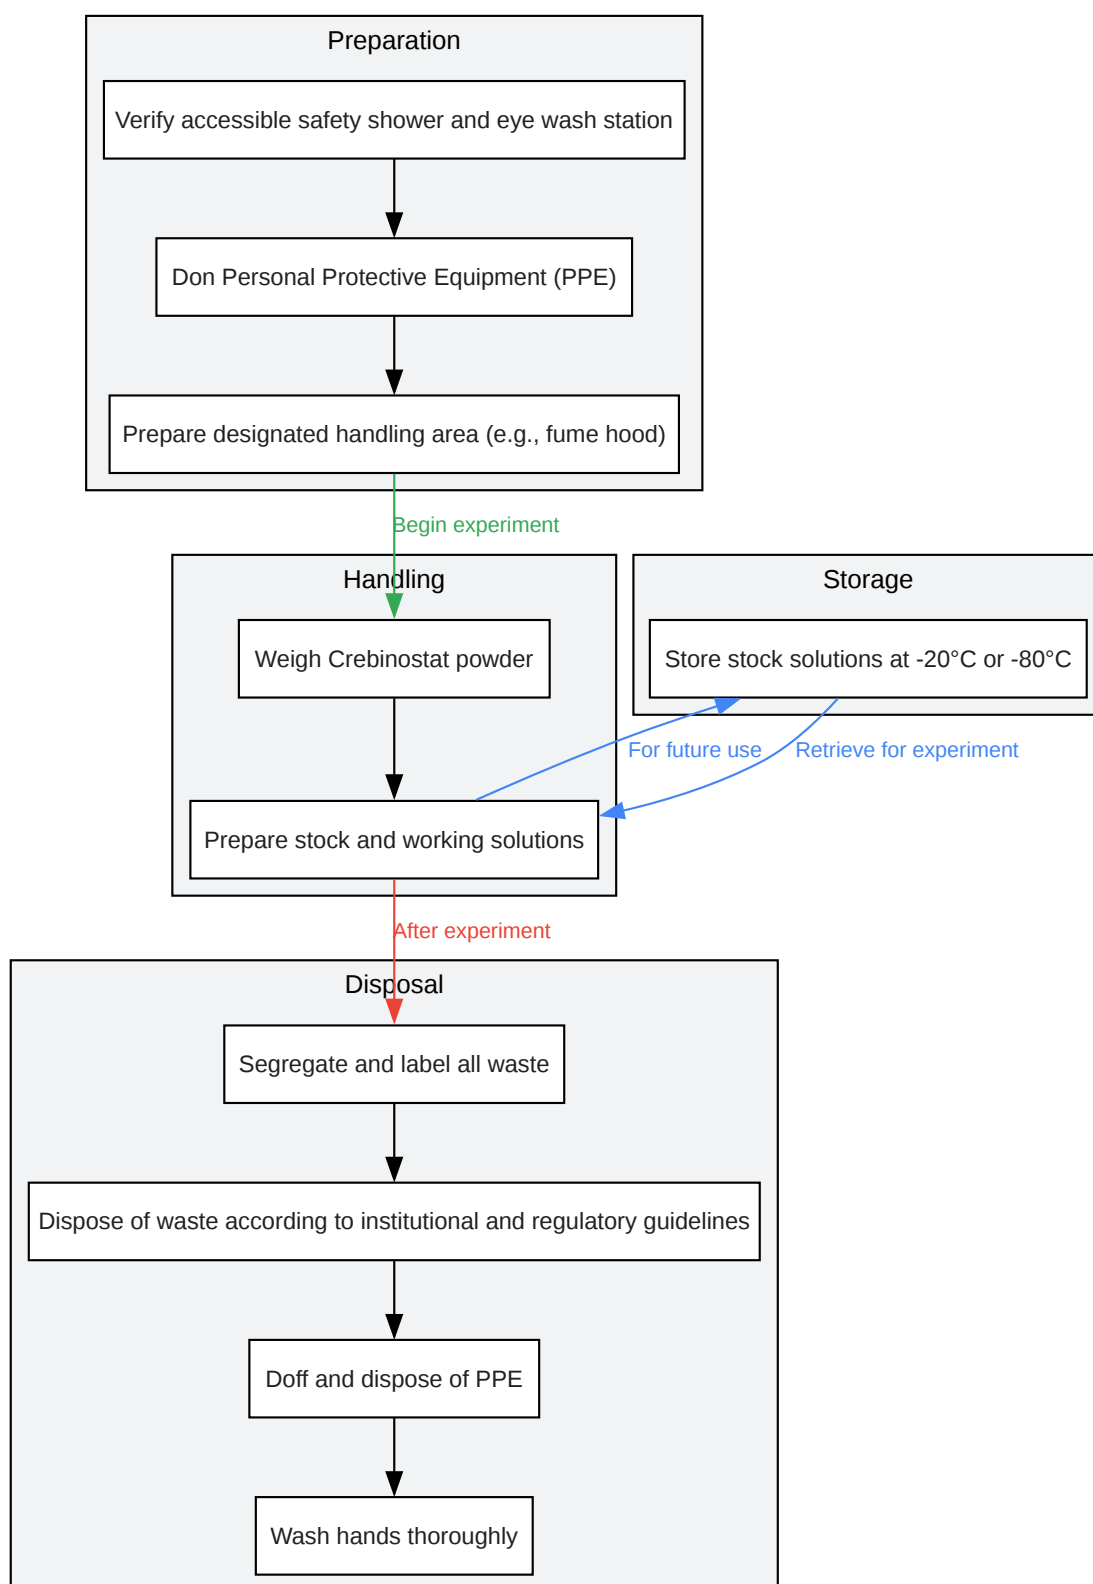 Preparation
Verify accessible safety shower and eye wash station
Don Personal Protective Equipment (PPE)
Prepare designated handling area (e.g., fume hood)
Begin experiment
Handling
Weigh Crebinostat powder
Storage
Store stock solutions at -20°C or -80°C
For future use
Retrieve for experiment
Prepare stock and working solutions
After experiment
Disposal
Segregate and label all waste
Dispose of waste according to institutional and regulatory guidelines
Doff and dispose of PPE
Wash hands thoroughly